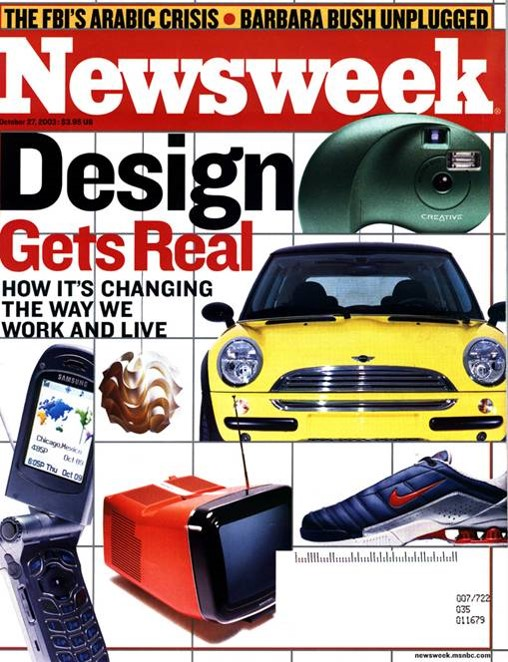 THE FBI'S ARABIC CRISIS • BARBARA BUSH UNPLUGGED
Newsweek
October 27, 2003 : $3.95 US
Design
Gets Real
HOW IT'S CHANGING
THE WAY WE
WORK AND LIVE
CREATIVE
SAMSUNG
Chicago,Mexico
4:05P Oct 09
6:05P Thu Oct 09
007/722
035
011679
newsweek.msnbc.com